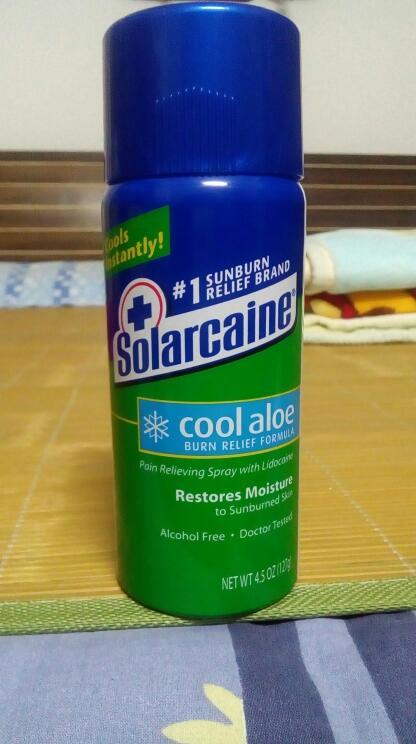 Cools
Instantly!
#1 SUNBURN
RELIEF BRAND
Solarcaine®
cool aloe
BURN RELIEF FORMULA
Pain Relieving Spray with Lidocaine
Restores Moisture
to Sunburned Skin
Alcohol Free • Doctor Tested
NET WT 4.5 OZ (127g)